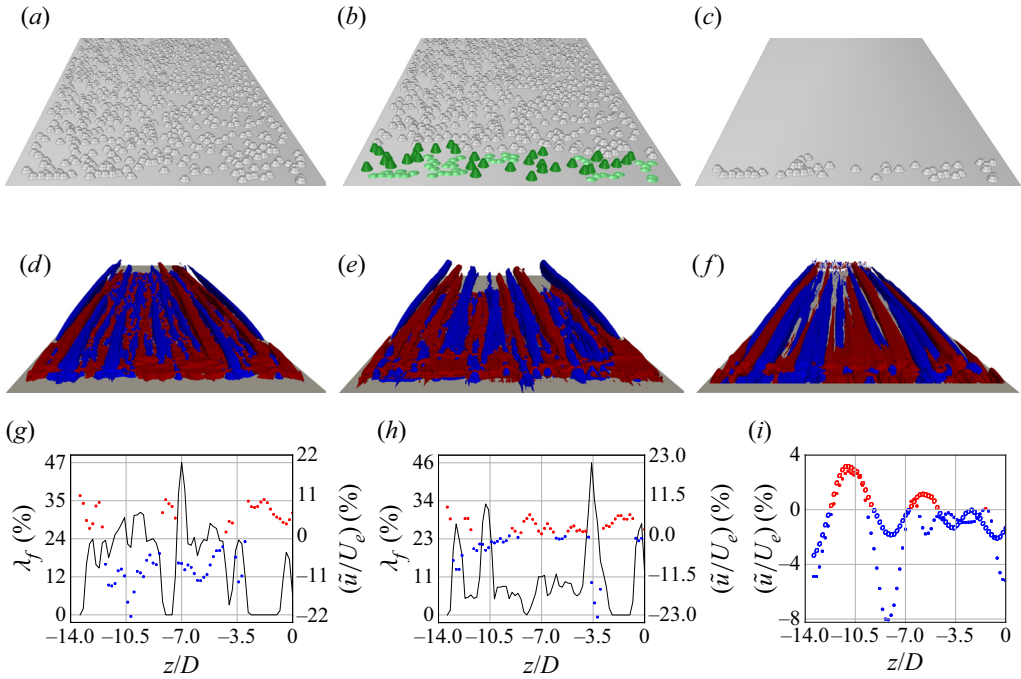 (a)
(b)
(c)
(d)
(e)
(f)
(g)
47
34
24
12
0
λf (%)
22
11
0
−11
−22
(ũ/Ue) (%)
−14.0
−10.5
−7.0
−3.5
0
z/D
(h)
46
34
23
11
0
λf (%)
23.0
11.5
0.0
−11.5
−23.0
(ũ/Ue) (%)
−14.0
−10.5
−7.0
−3.5
0
z/D
(i)
4
0
−4
−8
(ũ/Ue) (%)
−14.0
−10.5
−7.0
−3.5
0
z/D